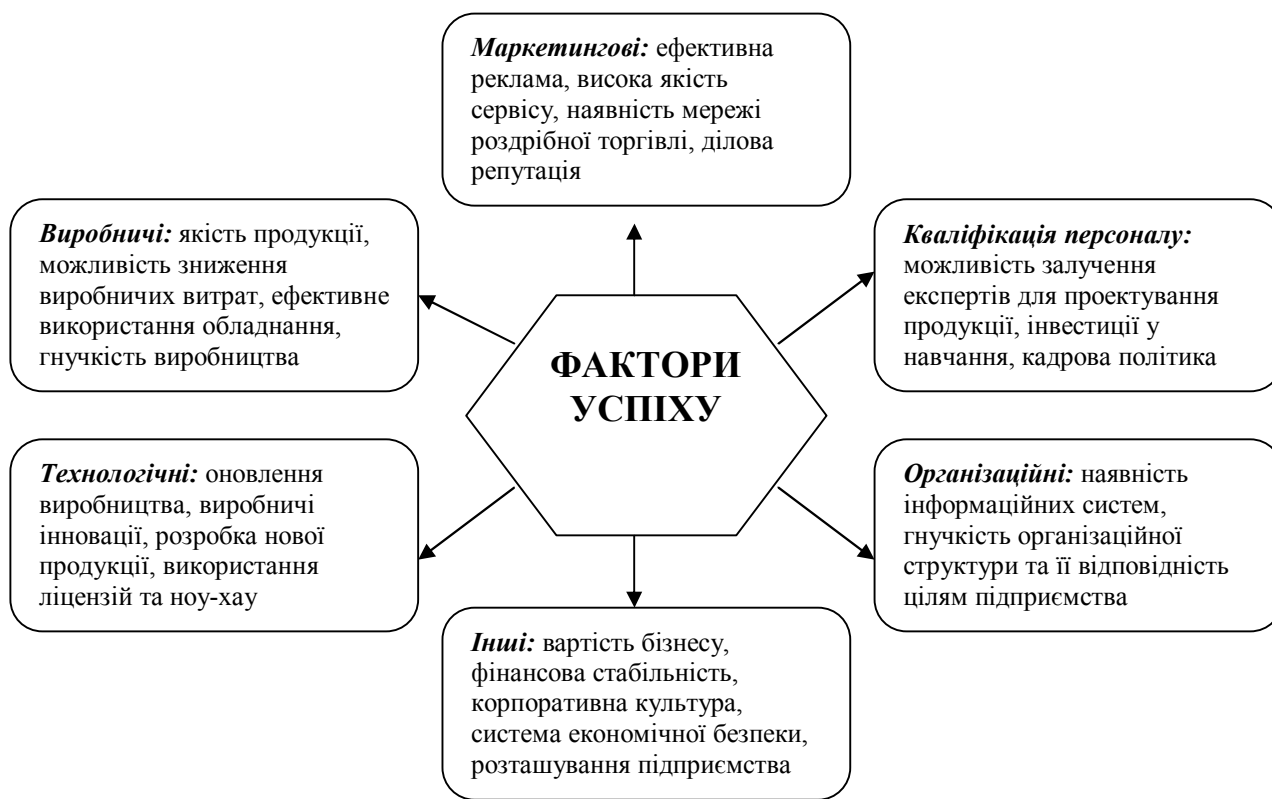 Маркетингові: ефективна
реклама, висока якість
сервісу, наявність мережі
роздрібної торгівлі, ділова
репутація
Виробничі: якість продукції,
можливість зниження
виробничих витрат, ефективне
використання обладнання,
гнучкість виробництва
Кваліфікація персоналу:
можливість залучення
експертів для проектування
продукції, інвестиції у
навчання, кадрова політика
ФАКТОРИ
УСПІХУ
Технологічні: оновлення
виробництва, виробничі
інновації, розробка нової
продукції, використання
ліцензій та ноу-хау
Організаційні: наявність
інформаційних систем,
гнучкість організаційної
структури та її відповідність
цілям підприємства
Інші: вартість бізнесу,
фінансова стабільність,
корпоративна культура,
система економічної безпеки,
розташування підприємства